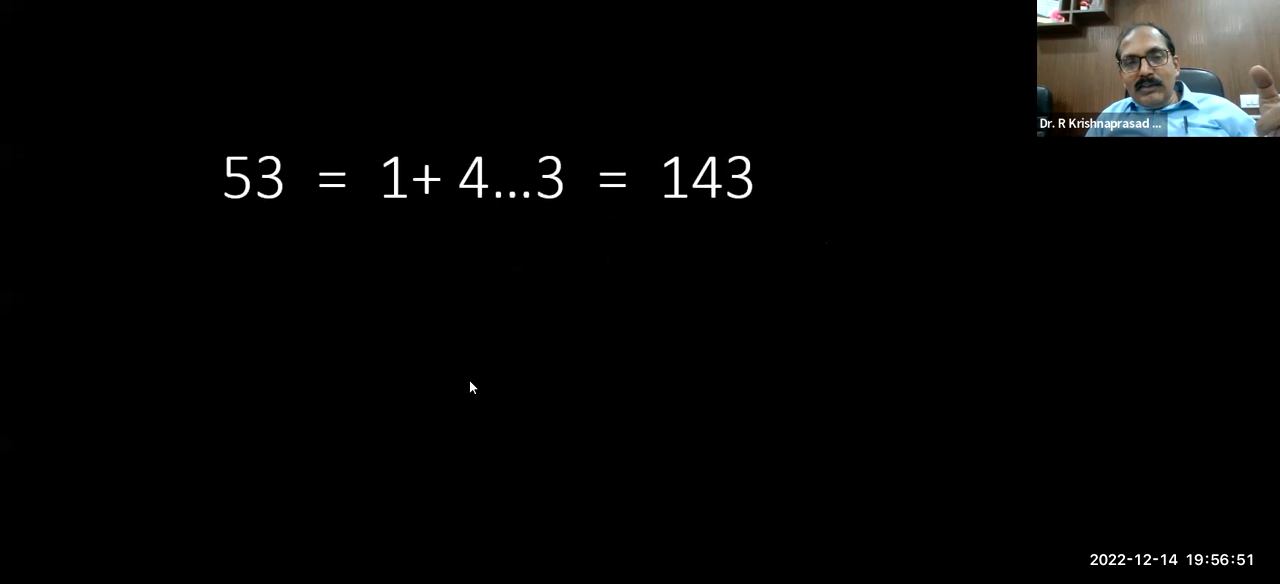 53 = 1+ 4...3 = 143
Dr. R Krishnaprasad ...
2022-12-14 19:56:51